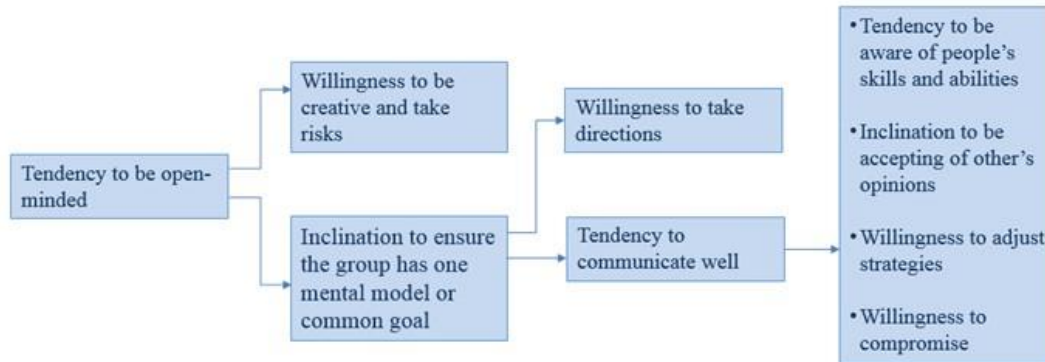 Tendency to be open-
minded
Willingness to be
creative and take
risks
Inclination to ensure
the group has one
mental model or
common goal
Willingness to take
directions
Tendency to
communicate well
•Tendency to be
aware of people's
skills and abilities
•Inclination to be
accepting of other's
opinions
•Willingness to adjust
strategies
•Willingness to
compromise